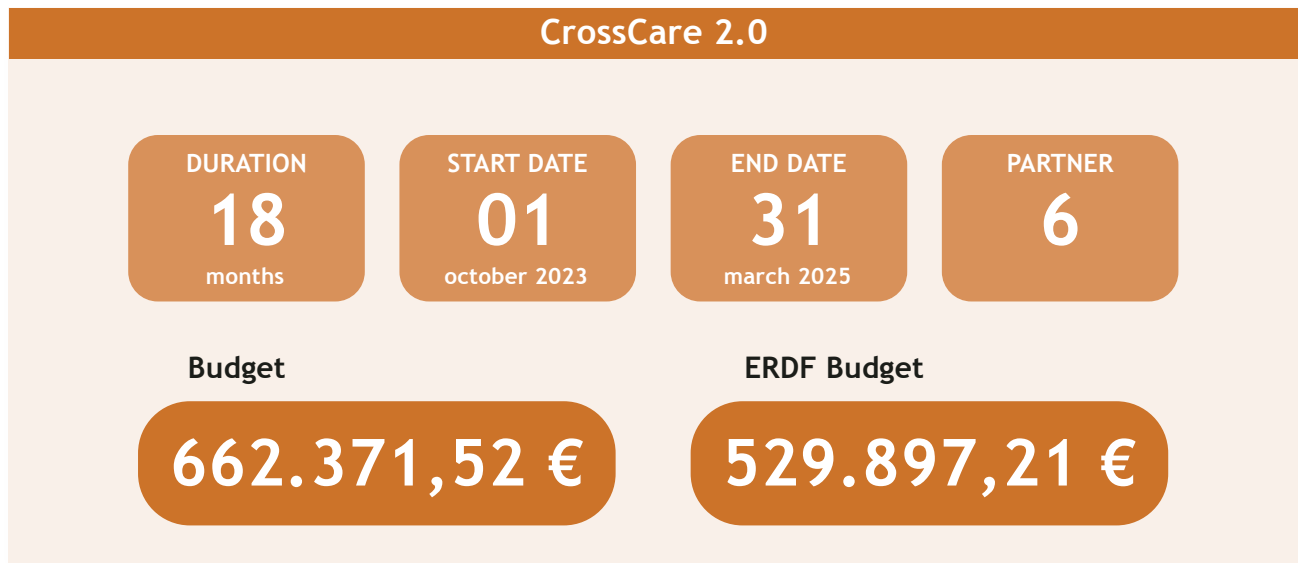 CrossCare 2.0
DURATION
18
months
START DATE
01
october 2023
END DATE
31
march 2025
PARTNER
6
Budget
662.371,52 €
ERDF Budget
529.897,21 €